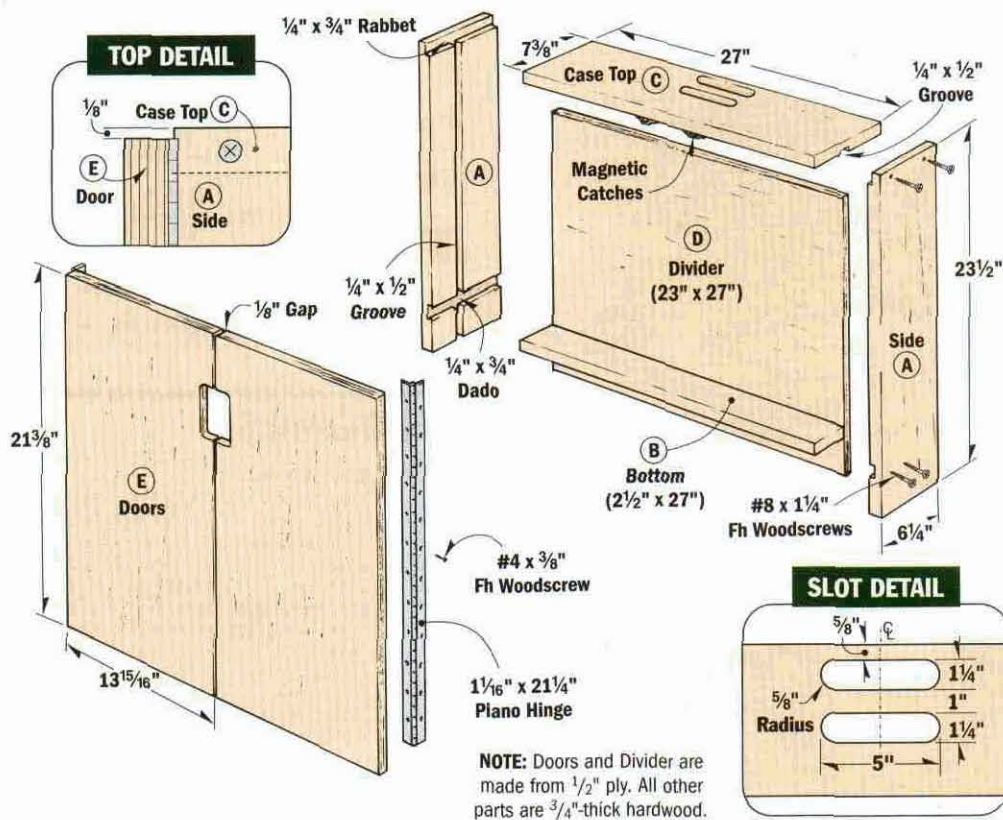 TOP DETAIL
1/8"
Case Top Ⓒ
Ⓔ
Door
Ⓐ
Side
1/4" x 3/4" Rabbet
Ⓐ
1/4" x 1/2"
Groove
1/4" x 3/4"
Dado
7 3/8"
27"
Case Top Ⓒ
1/4" x 1/2"
Groove
Magnetic
Catches
Ⓓ
Divider
(23" x 27")
23 1/2"
Side
Ⓐ
Ⓑ
Bottom
(2 1/2" x 27")
#8 x 1 1/4"
Fh Woodscrews
6 1/4"
1/8" Gap
21 3/8"
Ⓔ
Doors
13 15/16"
#4 x 3/8"
Fh Woodscrew
1 1/16" x 21 1/4"
Piano Hinge
NOTE: Doors and Divider are
made from 1/2" ply. All other
parts are 3/4"-thick hardwood.
SLOT DETAIL
5/8"
℄
5/8"
Radius
1 1/4"
1"
1 1/4"
5"